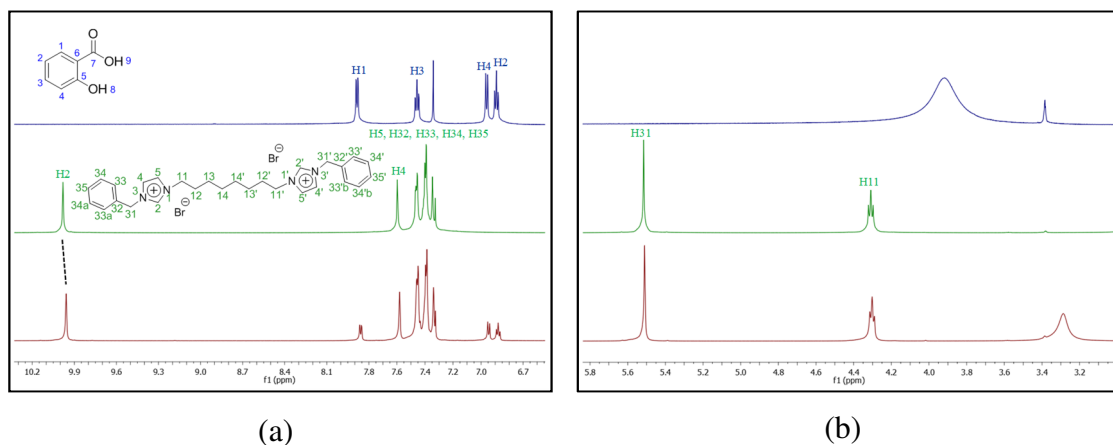 O
1
6
7
OH 9
2
5
3
OH 8
4
H1
H3
H4
H2
H5, H32, H33, H34, H35
H2
H4
Br⊖
34
33
4
5
11
13
14'
12'
1'
2'
31'
32'
33'
34'
35
3
N
N
35'
34a
32
2
1
12
14
13'
11'
N
N
3'
33a
31
Br⊖
5'
4'
33'b
34'b
10.2 9.9 9.6 9.3 9.0 8.7 8.4 8.1 7.8 7.5 7.2 6.9 6.7
f1 (ppm)
(a)
H31
H11
5.8 5.6 5.4 5.2 5.0 4.8 4.6 4.4 4.2 4.0 3.8 3.6 3.4 3.2
f1 (ppm)
(b)